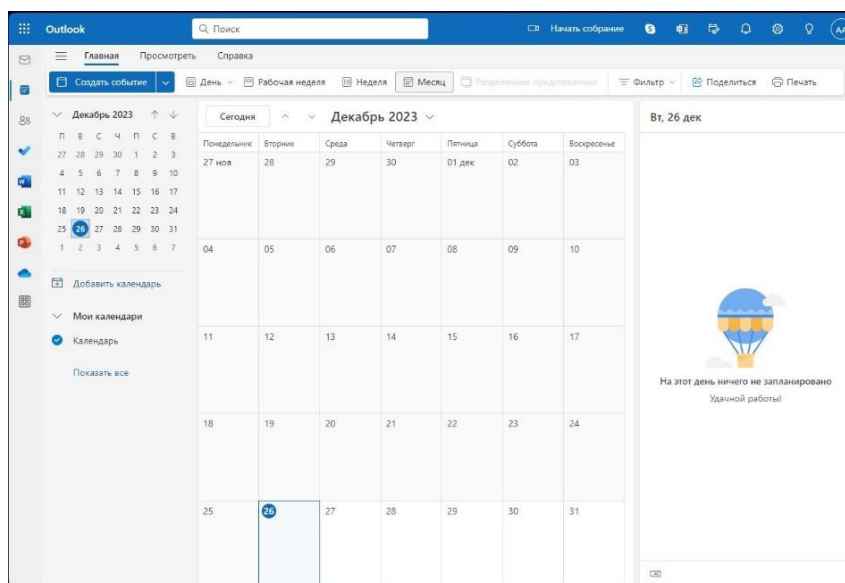 Outlook
Поиск
Начать собрание
АА
Главная Просмотреть Справка
Создать событие
День
Рабочая неделя
Неделя
Месяц
Разделенное представление
Фильтр
Поделиться
Печать
Декабрь 2023
П В С Ч П С В
27 28 29 30 1 2 3
4 5 6 7 8 9 10
11 12 13 14 15 16 17
18 19 20 21 22 23 24
25 26 27 28 29 30 31
1 2 3 4 5 6 7
Добавить календарь
Мои календари
Календарь
Показать все
Сегодня
Декабрь 2023
Понедельник Вторник Среда Четверг Пятница Суббота Воскресенье
27 ноя 28 29 30 01 дек 02 03
04 05 06 07 08 09 10
11 12 13 14 15 16 17
18 19 20 21 22 23 24
25 26 27 28 29 30 31
Вт, 26 дек
На этот день ничего не запланировано
Удачной работы!